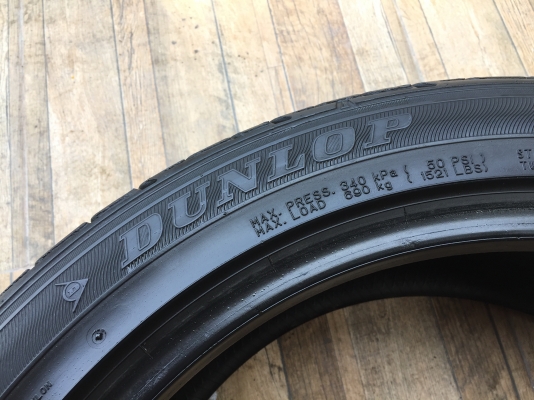 DUNLOP
MAX. PRESS. 340 kPa ( 50 PSI )
MAX. LOAD 690 kg (1521 LBS)